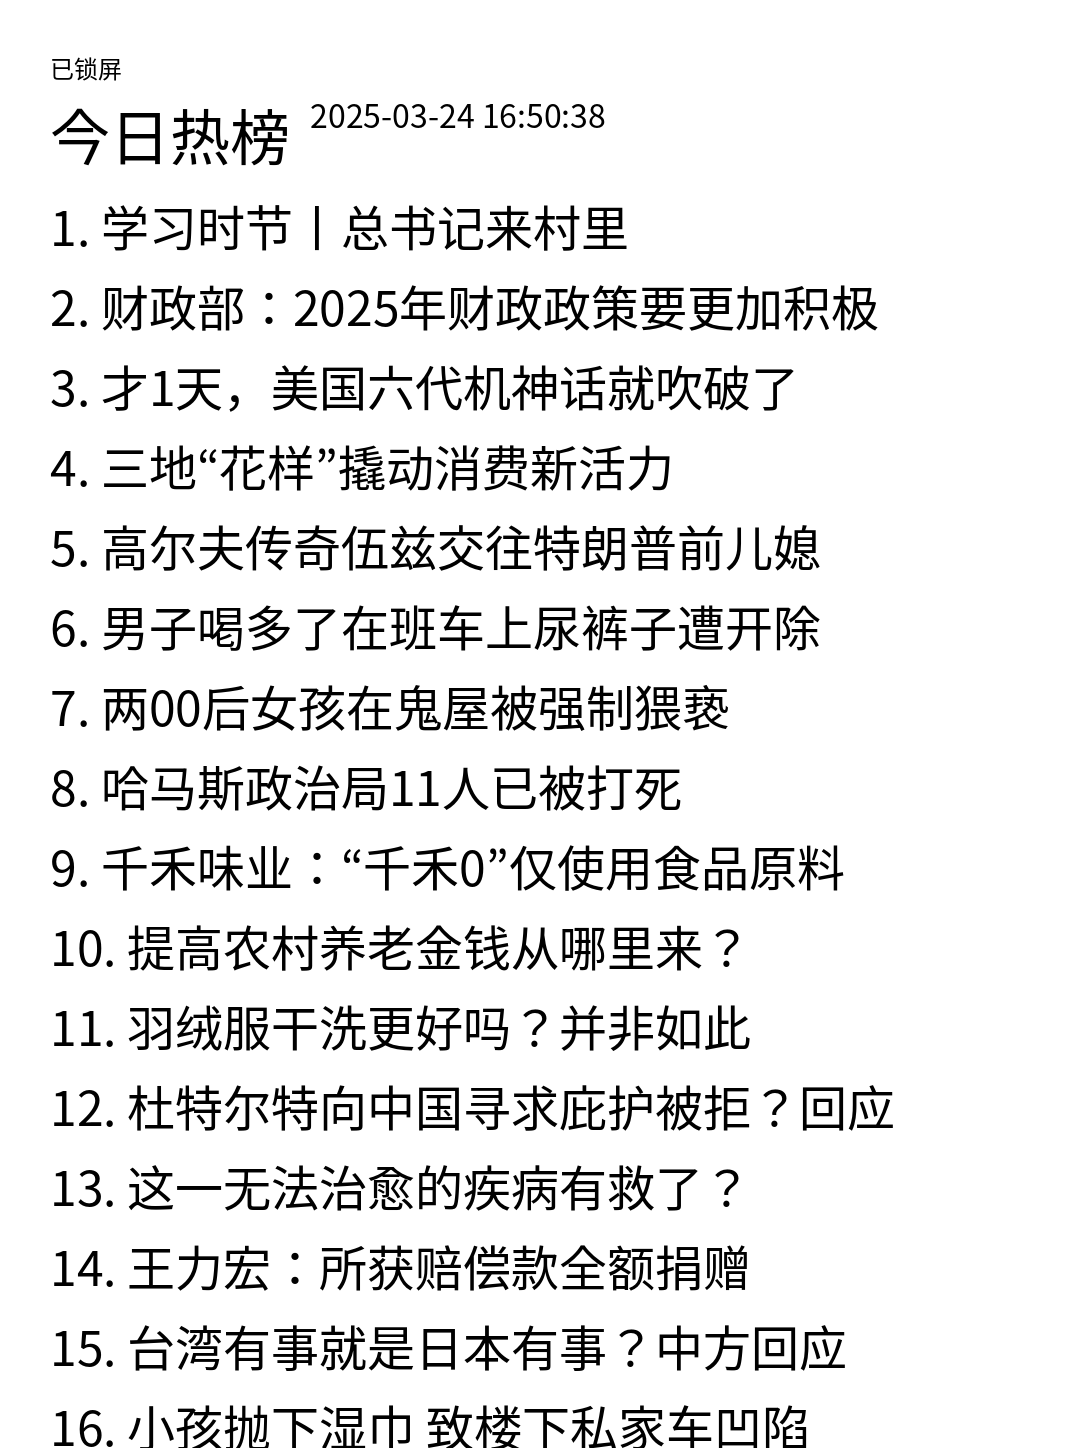 已锁屏
今日热榜 2025-03-24 16:50:38
1. 学习时节丨总书记来村里
2. 财政部：2025年财政政策要更加积极
3. 才1天，美国六代机神话就吹破了
4. 三地“花样”撬动消费新活力
5. 高尔夫传奇伍兹交往特朗普前儿媳
6. 男子喝多了在班车上尿裤子遭开除
7. 两00后女孩在鬼屋被强制猥亵
8. 哈马斯政治局11人已被打死
9. 千禾味业：“千禾0”仅使用食品原料
10. 提高农村养老金钱从哪里来？
11. 羽绒服干洗更好吗？并非如此
12. 杜特尔特向中国寻求庇护被拒？回应
13. 这一无法治愈的疾病有救了？
14. 王力宏：所获赔偿款全额捐赠
15. 台湾有事就是日本有事？中方回应
16. 小孩抛下湿巾 致楼下私家车凹陷